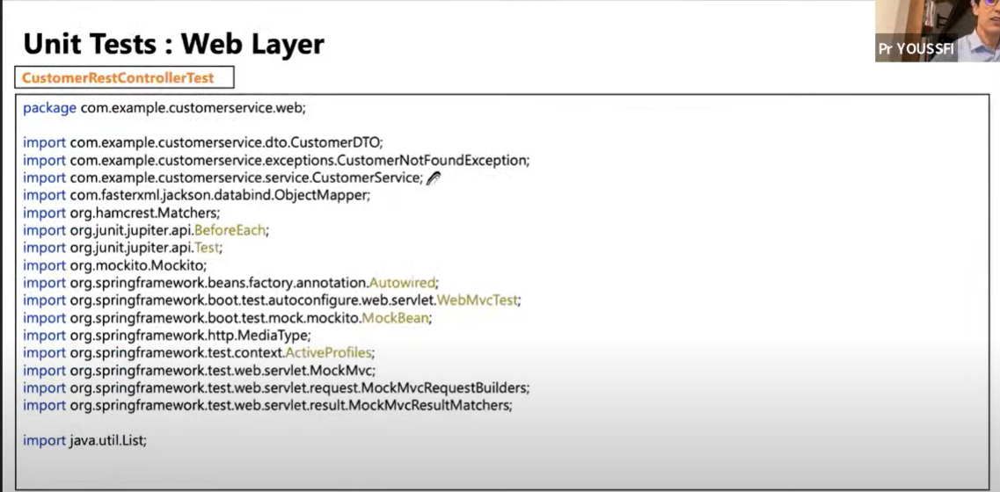 Unit Tests : Web Layer
Pr YOUSSFI
CustomerRestControllerTest
package com.example.customerservice.web;
import com.example.customerservice.dto.CustomerDTO;
import com.example.customerservice.exceptions.CustomerNotFoundException;
import com.example.customerservice.service.CustomerService;
import com.fasterxml.jackson.databind.ObjectMapper;
import org.hamcrest.Matchers;
import org.junit.jupiter.api.BeforeEach;
import org.junit.jupiter.api.Test;
import org.mockito.Mockito;
import org.springframework.beans.factory.annotation.Autowired;
import org.springframework.boot.test.autoconfigure.web.servlet.WebMvcTest;
import org.springframework.boot.test.mock.mockito.MockBean;
import org.springframework.http.MediaType;
import org.springframework.test.context.ActiveProfiles;
import org.springframework.test.web.servlet.MockMvc;
import org.springframework.test.web.servlet.request.MockMvcRequestBuilders;
import org.springframework.test.web.servlet.result.MockMvcResultMatchers;
import java.util.List;